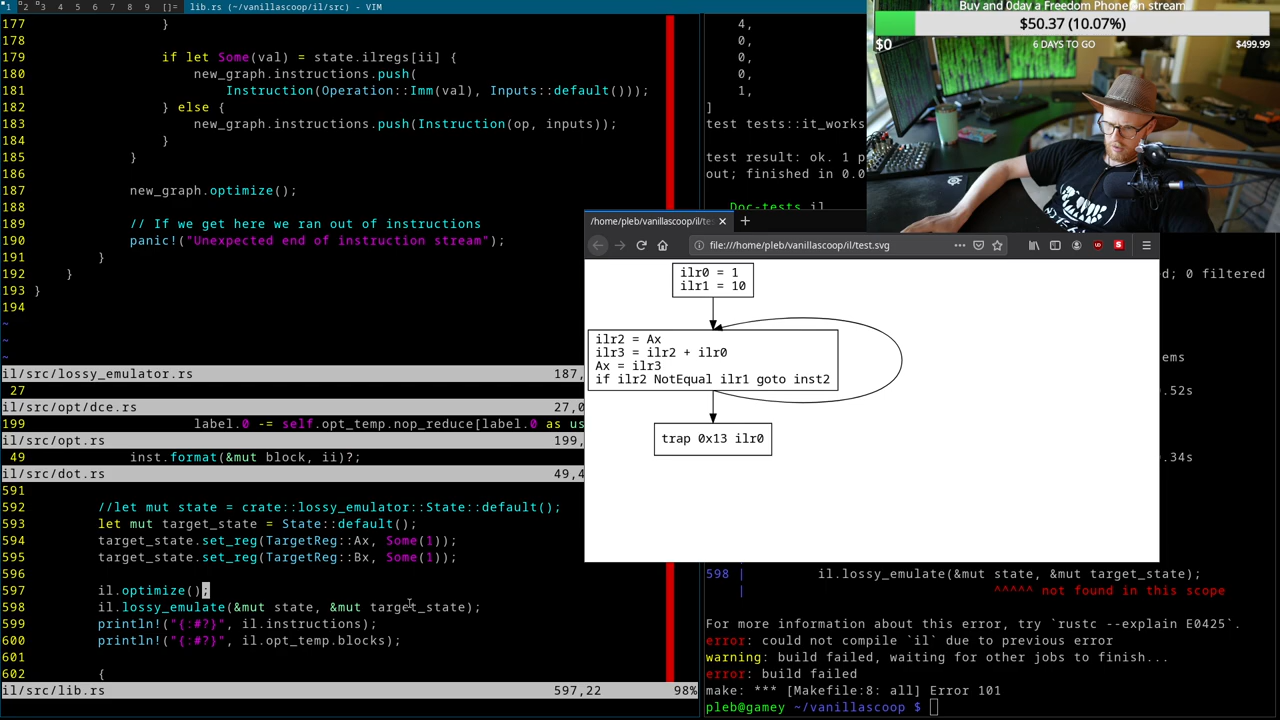 1 2 3 4 5 6 7 8 9 []= lib.rs (~/vanillascoop/il/src) - VIM
177 }
178
179 if let Some(val) = state.ilregs[ii] {
180 new_graph.instructions.push(
181 Instruction(Operation::Imm(val), Inputs::default()));
182 } else {
183 new_graph.instructions.push(Instruction(op, inputs));
184 }
185 }
186
187 new_graph.optimize();
188
189 // If we get here we ran out of instructions
190 panic!("Unexpected end of instruction stream");
191 }
192 }
193 }
194
~
~
~
il/src/lossy_emulator.rs 187,
27
il/src/opt/dce.rs 27,0
199 label.0 -= self.opt_temp.nop_reduce[label.0 as us
il/src/opt.rs 199,
49 inst.format(&mut block, ii)?;
il/src/dot.rs 49,4
591
592 //let mut state = crate::lossy_emulator::State::default();
593 let mut target_state = State::default();
594 target_state.set_reg(TargetReg::Ax, Some(1));
595 target_state.set_reg(TargetReg::Bx, Some(1));
596
597 il.optimize();
598 il.lossy_emulate(&mut state, &mut target_state);
599 println!("{:#?}", il.instructions);
600 println!("{:#?}", il.opt_temp.blocks);
601
602 {
il/src/lib.rs 597,22 98%
4,
0,
0,
0,
1,
]
test tests::it_works
test result: ok. 1 p
out; finished in 0.0
Doc-tests il
Buy and 0day a Freedom Phone on stream
$50.37 (10.07%)
$0 6 DAYS TO GO $499.99
/home/pleb/vanillascoop/il/tes
file:///home/pleb/vanillascoop/il/test.svg
ilr0 = 1
ilr1 = 10
ilr2 = Ax
ilr3 = ilr2 + ilr0
Ax = ilr3
if ilr2 NotEqual ilr1 goto inst2
trap 0x13 ilr0
d; 0 filtered
ems
.52s
.34s
598 | il.lossy_emulate(&mut state, &mut target_state);
| ^^^^^ not found in this scope
For more information about this error, try `rustc --explain E0425`.
error: could not compile `il` due to previous error
warning: build failed, waiting for other jobs to finish...
error: build failed
make: *** [Makefile:8: all] Error 101
pleb@gamey ~/vanillascoop $